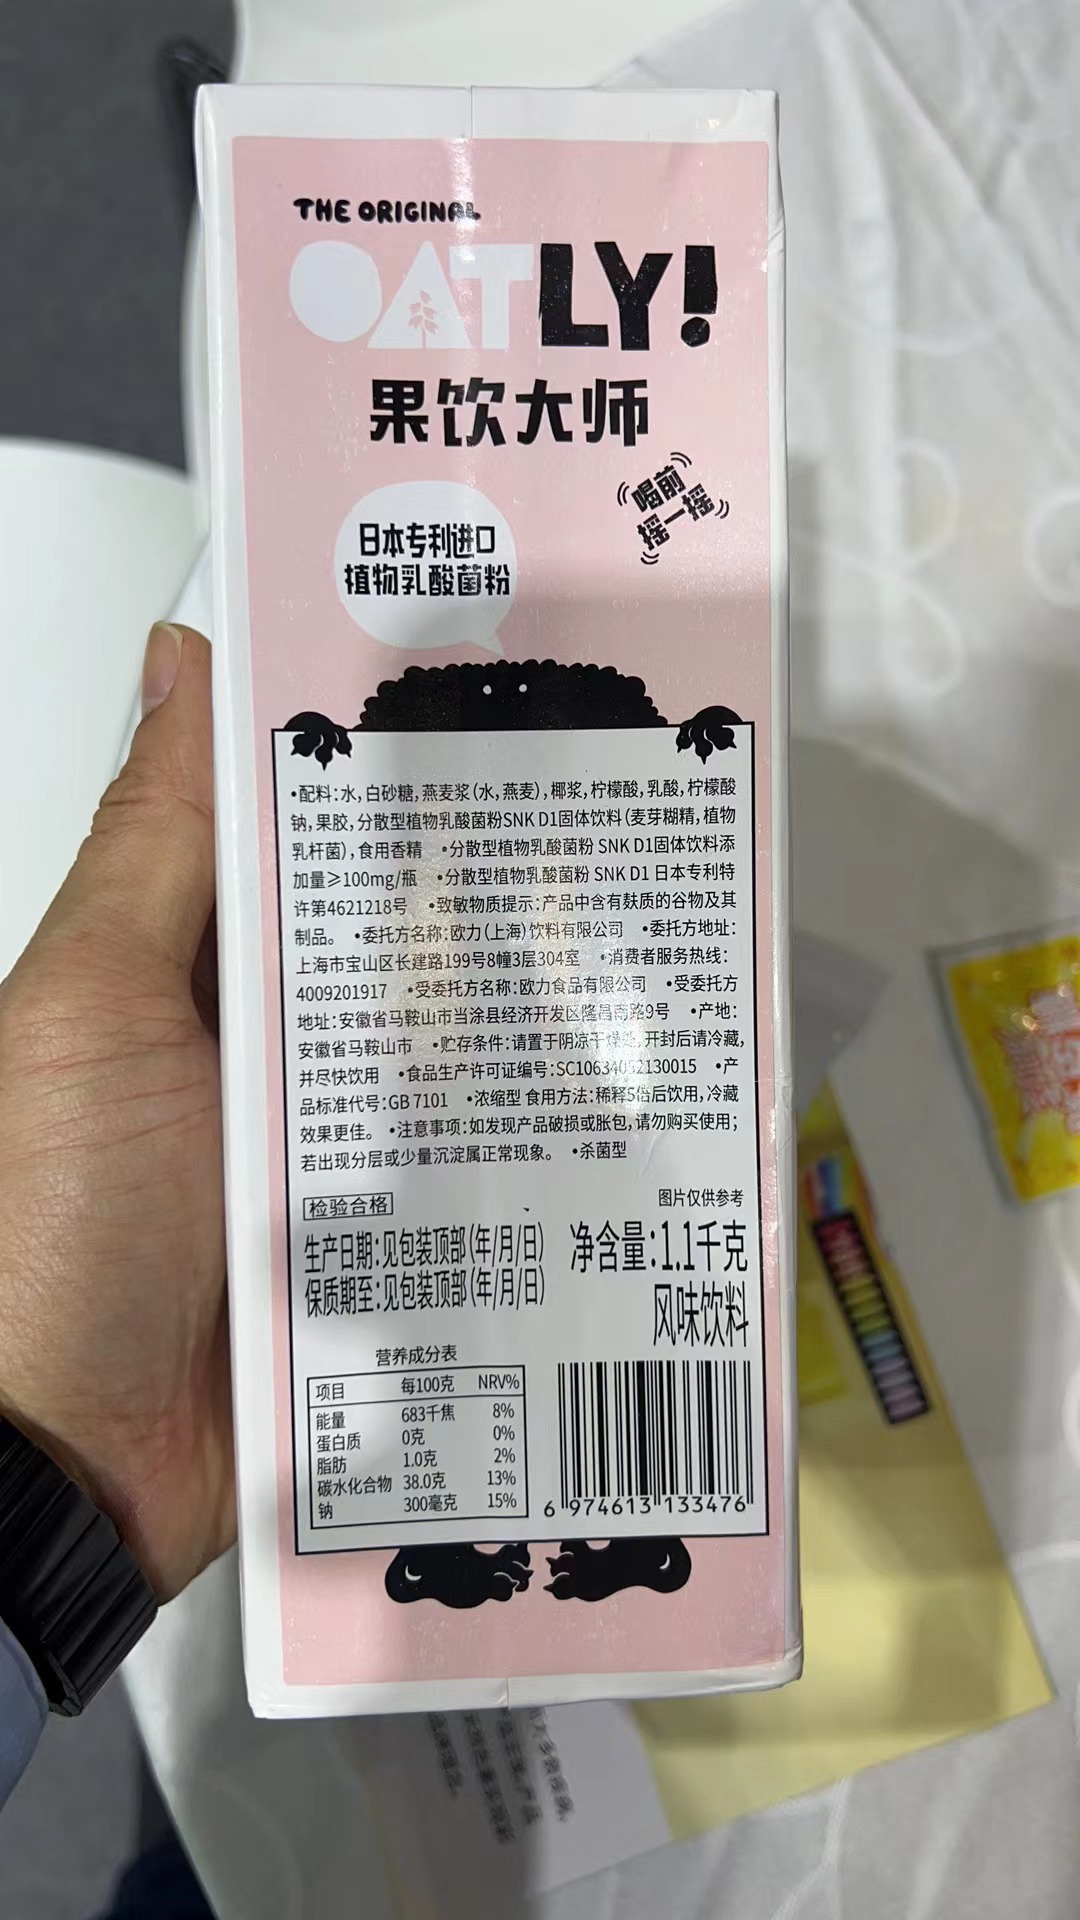 THE ORIGINAL
OATLY!
果饮大师
喝前
摇一摇
日本专利进口
植物乳酸菌粉
•配料:水,白砂糖,燕麦浆(水,燕麦),椰浆,柠檬酸,乳酸,柠檬酸
钠,果胶,分散型植物乳酸菌粉SNK D1固体饮料(麦芽糊精,植物
乳杆菌),食用香精 •分散型植物乳酸菌粉 SNK D1固体饮料添
加量≥100mg/瓶 •分散型植物乳酸菌粉 SNK D1 日本专利特
许第4621218号 •致敏物质提示:产品中含有麸质的谷物及其
制品。 •委托方名称:欧力(上海)饮料有限公司 •委托方地址:
上海市宝山区长建路199号8幢3层304室 •消费者服务热线:
4009201917 •受委托方名称:欧力食品有限公司 •受委托方
地址:安徽省马鞍山市当涂县经济开发区隆昌南路9号 •产地:
安徽省马鞍山市 •贮存条件:请置于阴凉干燥处,开封后请冷藏,
并尽快饮用 •食品生产许可证编号:SC10634052130015 •产
品标准代号:GB 7101 •浓缩型 食用方法:稀释5倍后饮用,冷藏
效果更佳。 •注意事项:如发现产品破损或胀包,请勿购买使用;
若出现分层或少量沉淀属正常现象。 •杀菌型
检验合格
图片仅供参考
生产日期:见包装顶部(年/月/日)
保质期至:见包装顶部(年/月/日)
净含量:1.1千克
风味饮料
营养成分表
项目 每100克 NRV%
能量 683千焦 8%
蛋白质 0克 0%
脂肪 1.0克 2%
碳水化合物 38.0克 13%
钠 300毫克 15%
6 974613 133476